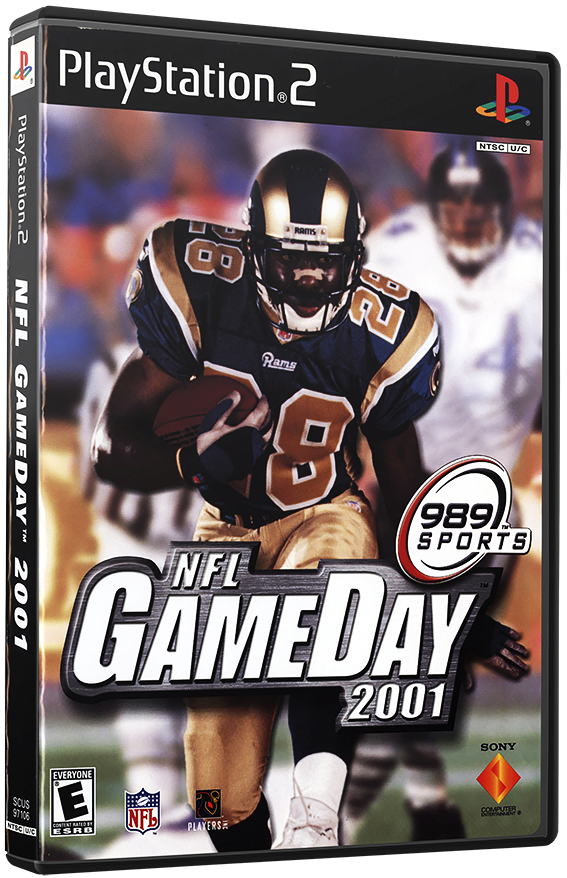 PlayStation®2
NTSC U/C
RAMS
28
28
Rams
28
989
SPORTS
NFL
GAMEDAY™
2001
EVERYONE
E
CONTENT RATED BY
ESRB
NFL
PLAYERS
SONY
COMPUTER
ENTERTAINMENT®
PlayStation®2
NFL GAMEDAY™ 2001
SCUS
97106
NTSC U/C